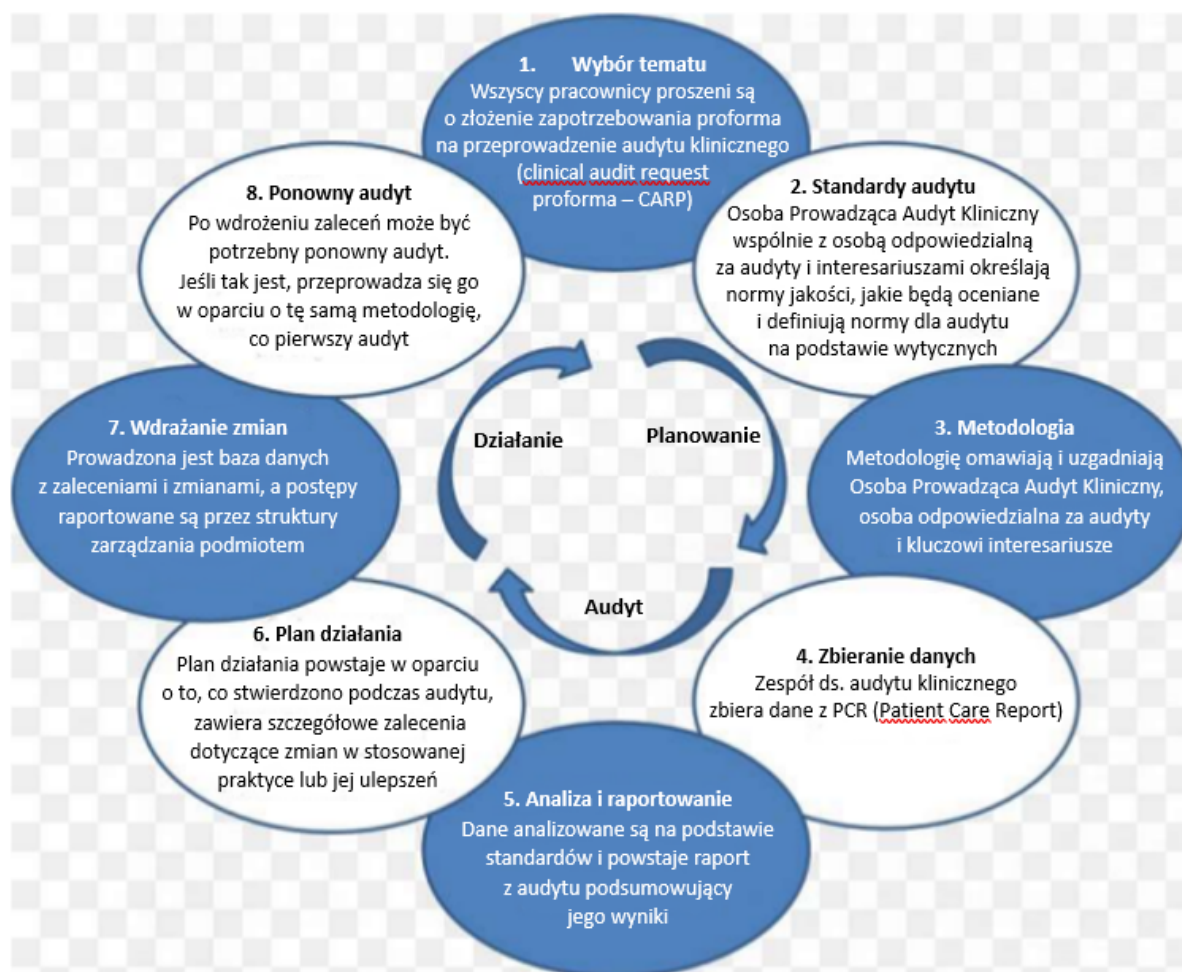 1. Wybór tematu
Wszyscy pracownicy proszeni są
o złożenie zapotrzebowania proforma
na przeprowadzenie audytu klinicznego
(clinical audit request
proforma – CARP)
2. Standardy audytu
Osoba Prowadząca Audyt Kliniczny
wspólnie z osobą odpowiedzialną
za audyty i interesariuszami określają
normy jakości, jakie będą oceniane
i definiują normy dla audytu
na podstawie wytycznych
3. Metodologia
Metodologię omawiają i uzgadniają
Osoba Prowadząca Audyt Kliniczny,
osoba odpowiedzialna za audyty
i kluczowi interesariusze
4. Zbieranie danych
Zespół ds. audytu klinicznego
zbiera dane z PCR (Patient Care Report)
5. Analiza i raportowanie
Dane analizowane są na podstawie
standardów i powstaje raport
z audytu podsumowujący
jego wyniki
6. Plan działania
Plan działania powstaje w oparciu
o to, co stwierdzono podczas audytu,
zawiera szczegółowe zalecenia
dotyczące zmian w stosowanej
praktyce lub jej ulepszeń
7. Wdrażanie zmian
Prowadzona jest baza danych
z zaleceniami i zmianami, a postępy
raportowane są przez struktury
zarządzania podmiotem
8. Ponowny audyt
Po wdrożeniu zaleceń może być
potrzebny ponowny audyt.
Jeśli tak jest, przeprowadza się go
w oparciu o tę samą metodologię,
co pierwszy audyt
Działanie
Planowanie
Audyt